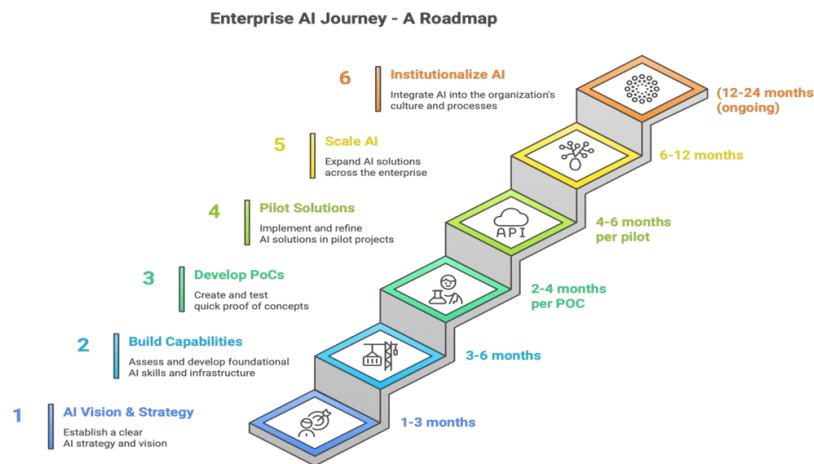 Enterprise AI Journey - A Roadmap
6
Institutionalize AI
Integrate AI into the organization's
culture and processes
(12-24 months
(ongoing)
5
Scale AI
Expand AI solutions
across the enterprise
6-12 months
4
Pilot Solutions
Implement and refine
AI solutions in pilot projects
API
4-6 months
per pilot
3
Develop PoCs
Create and test
quick proof of concepts
2-4 months
per POC
2
Build Capabilities
Assess and develop foundational
AI skills and infrastructure
3-6 months
1
AI Vision & Strategy
Establish a clear
AI strategy and vision
1-3 months